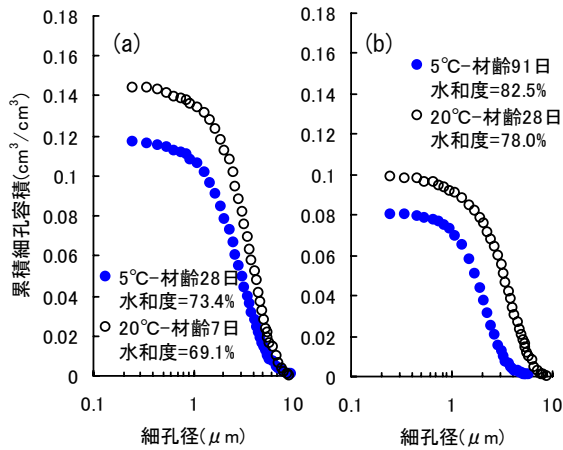 (a)
(b)
累積細孔容積(cm³/cm³)
0.18
0.16
0.14
0.12
0.1
0.08
0.06
0.04
0.02
0
0.1
1
10
細孔径(μm)
5℃-材齢28日
水和度=73.4%
20℃-材齢7日
水和度=69.1%
0.18
0.16
0.14
0.12
0.1
0.08
0.06
0.04
0.02
0
0.1
1
10
細孔径(μm)
5℃-材齢91日
水和度=82.5%
20℃-材齢28日
水和度=78.0%